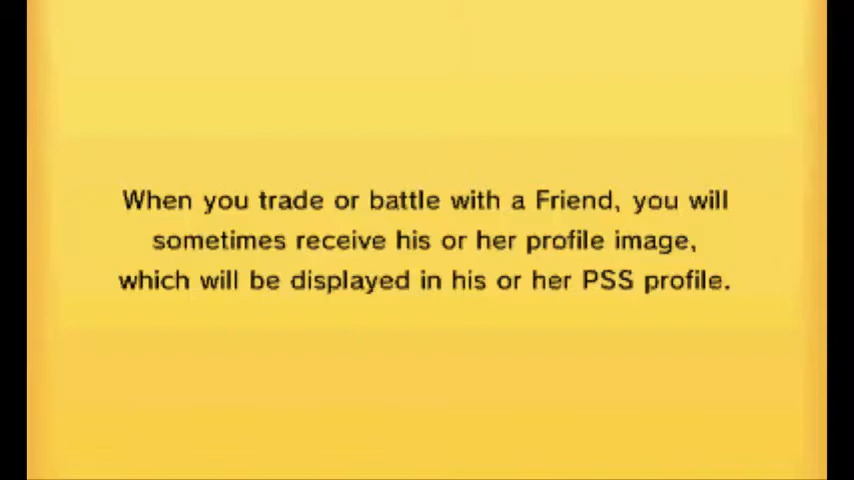 When you trade or battle with a Friend, you will
sometimes receive his or her profile image,
which will be displayed in his or her PSS profile.